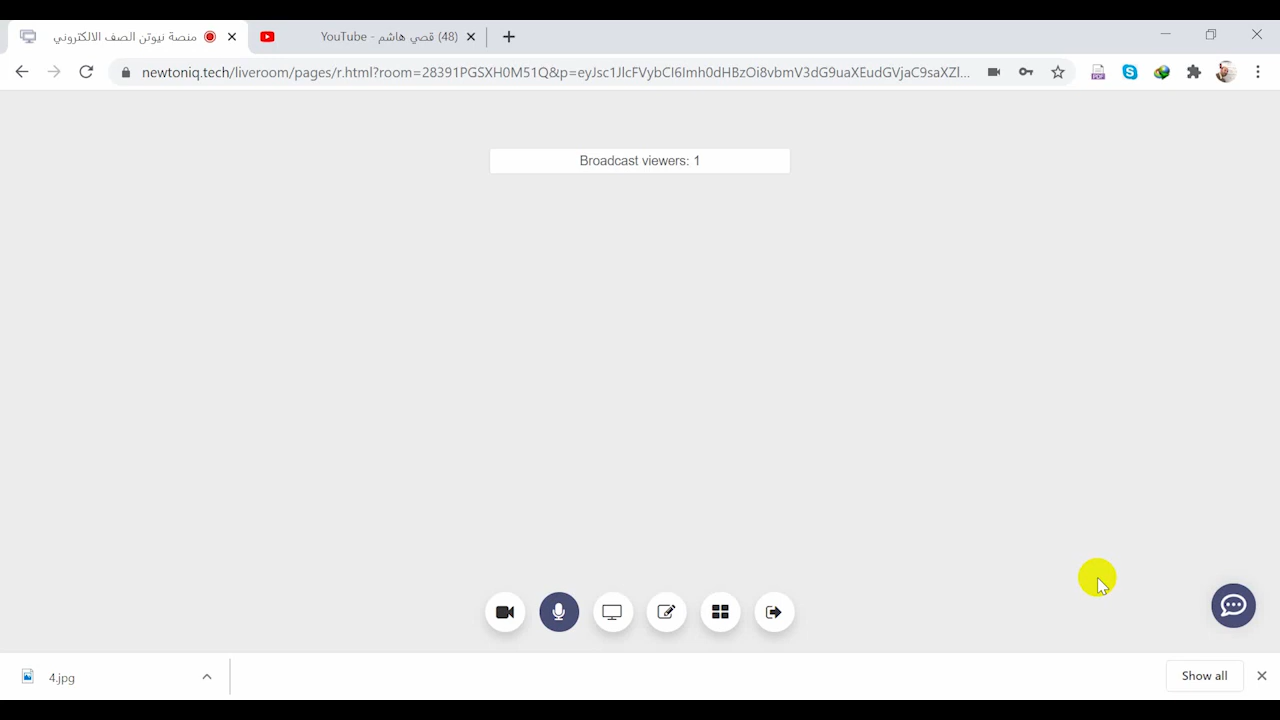 منصة نيوتن الصف الالكتروني
(48) قصي هاشم - YouTube
newtoniq.tech/liveroom/pages/r.html?room=28391PGSXH0M51Q&p=eyJsc1JlcFVybCI6Imh0dHBzOi8vbmV3dG9uaXEudGVjaC9saXZl...
Broadcast viewers: 1
4.jpg
Show all